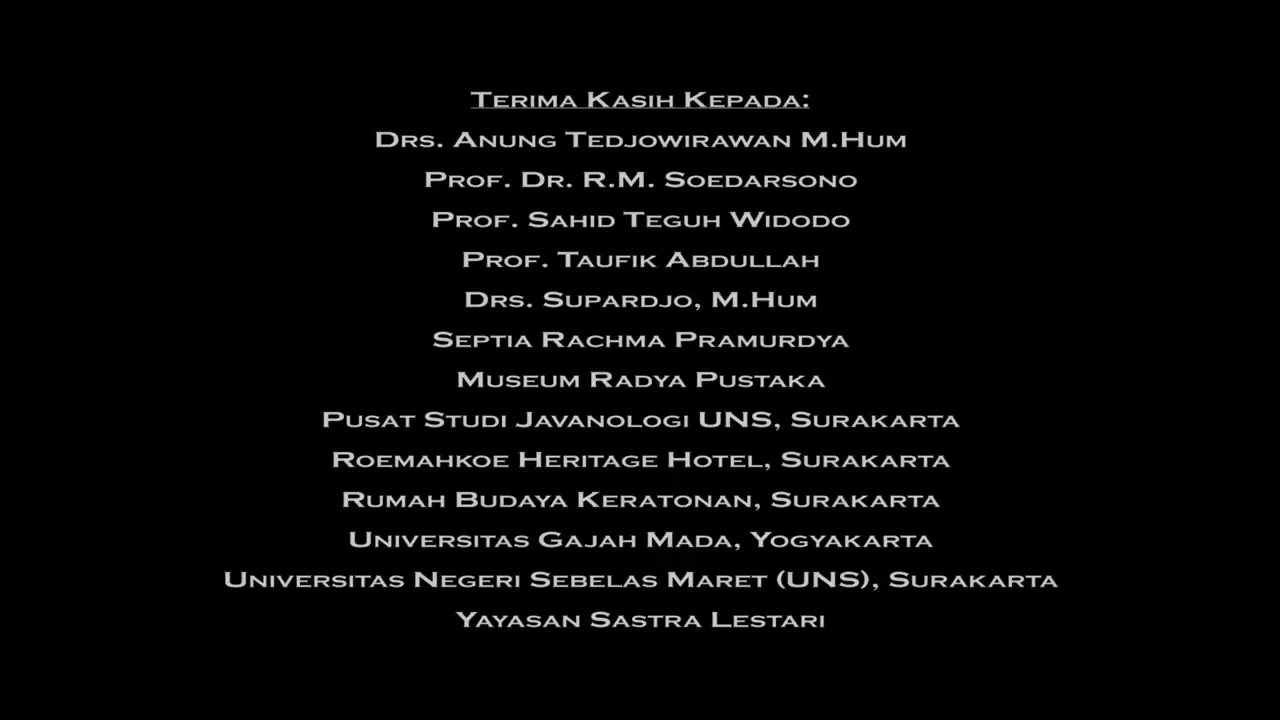 Terima Kasih Kepada:
Drs. Anung Tedjowirawan M.Hum
Prof. Dr. R.M. Soedarsono
Prof. Sahid Teguh Widodo
Prof. Taufik Abdullah
Drs. Supardjo, M.Hum
Septia Rachma Pramurdya
Museum Radya Pustaka
Pusat Studi Javanologi UNS, Surakarta
Roemahkoe Heritage Hotel, Surakarta
Rumah Budaya Keratonan, Surakarta
Universitas Gajah Mada, Yogyakarta
Universitas Negeri Sebelas Maret (UNS), Surakarta
Yayasan Sastra Lestari